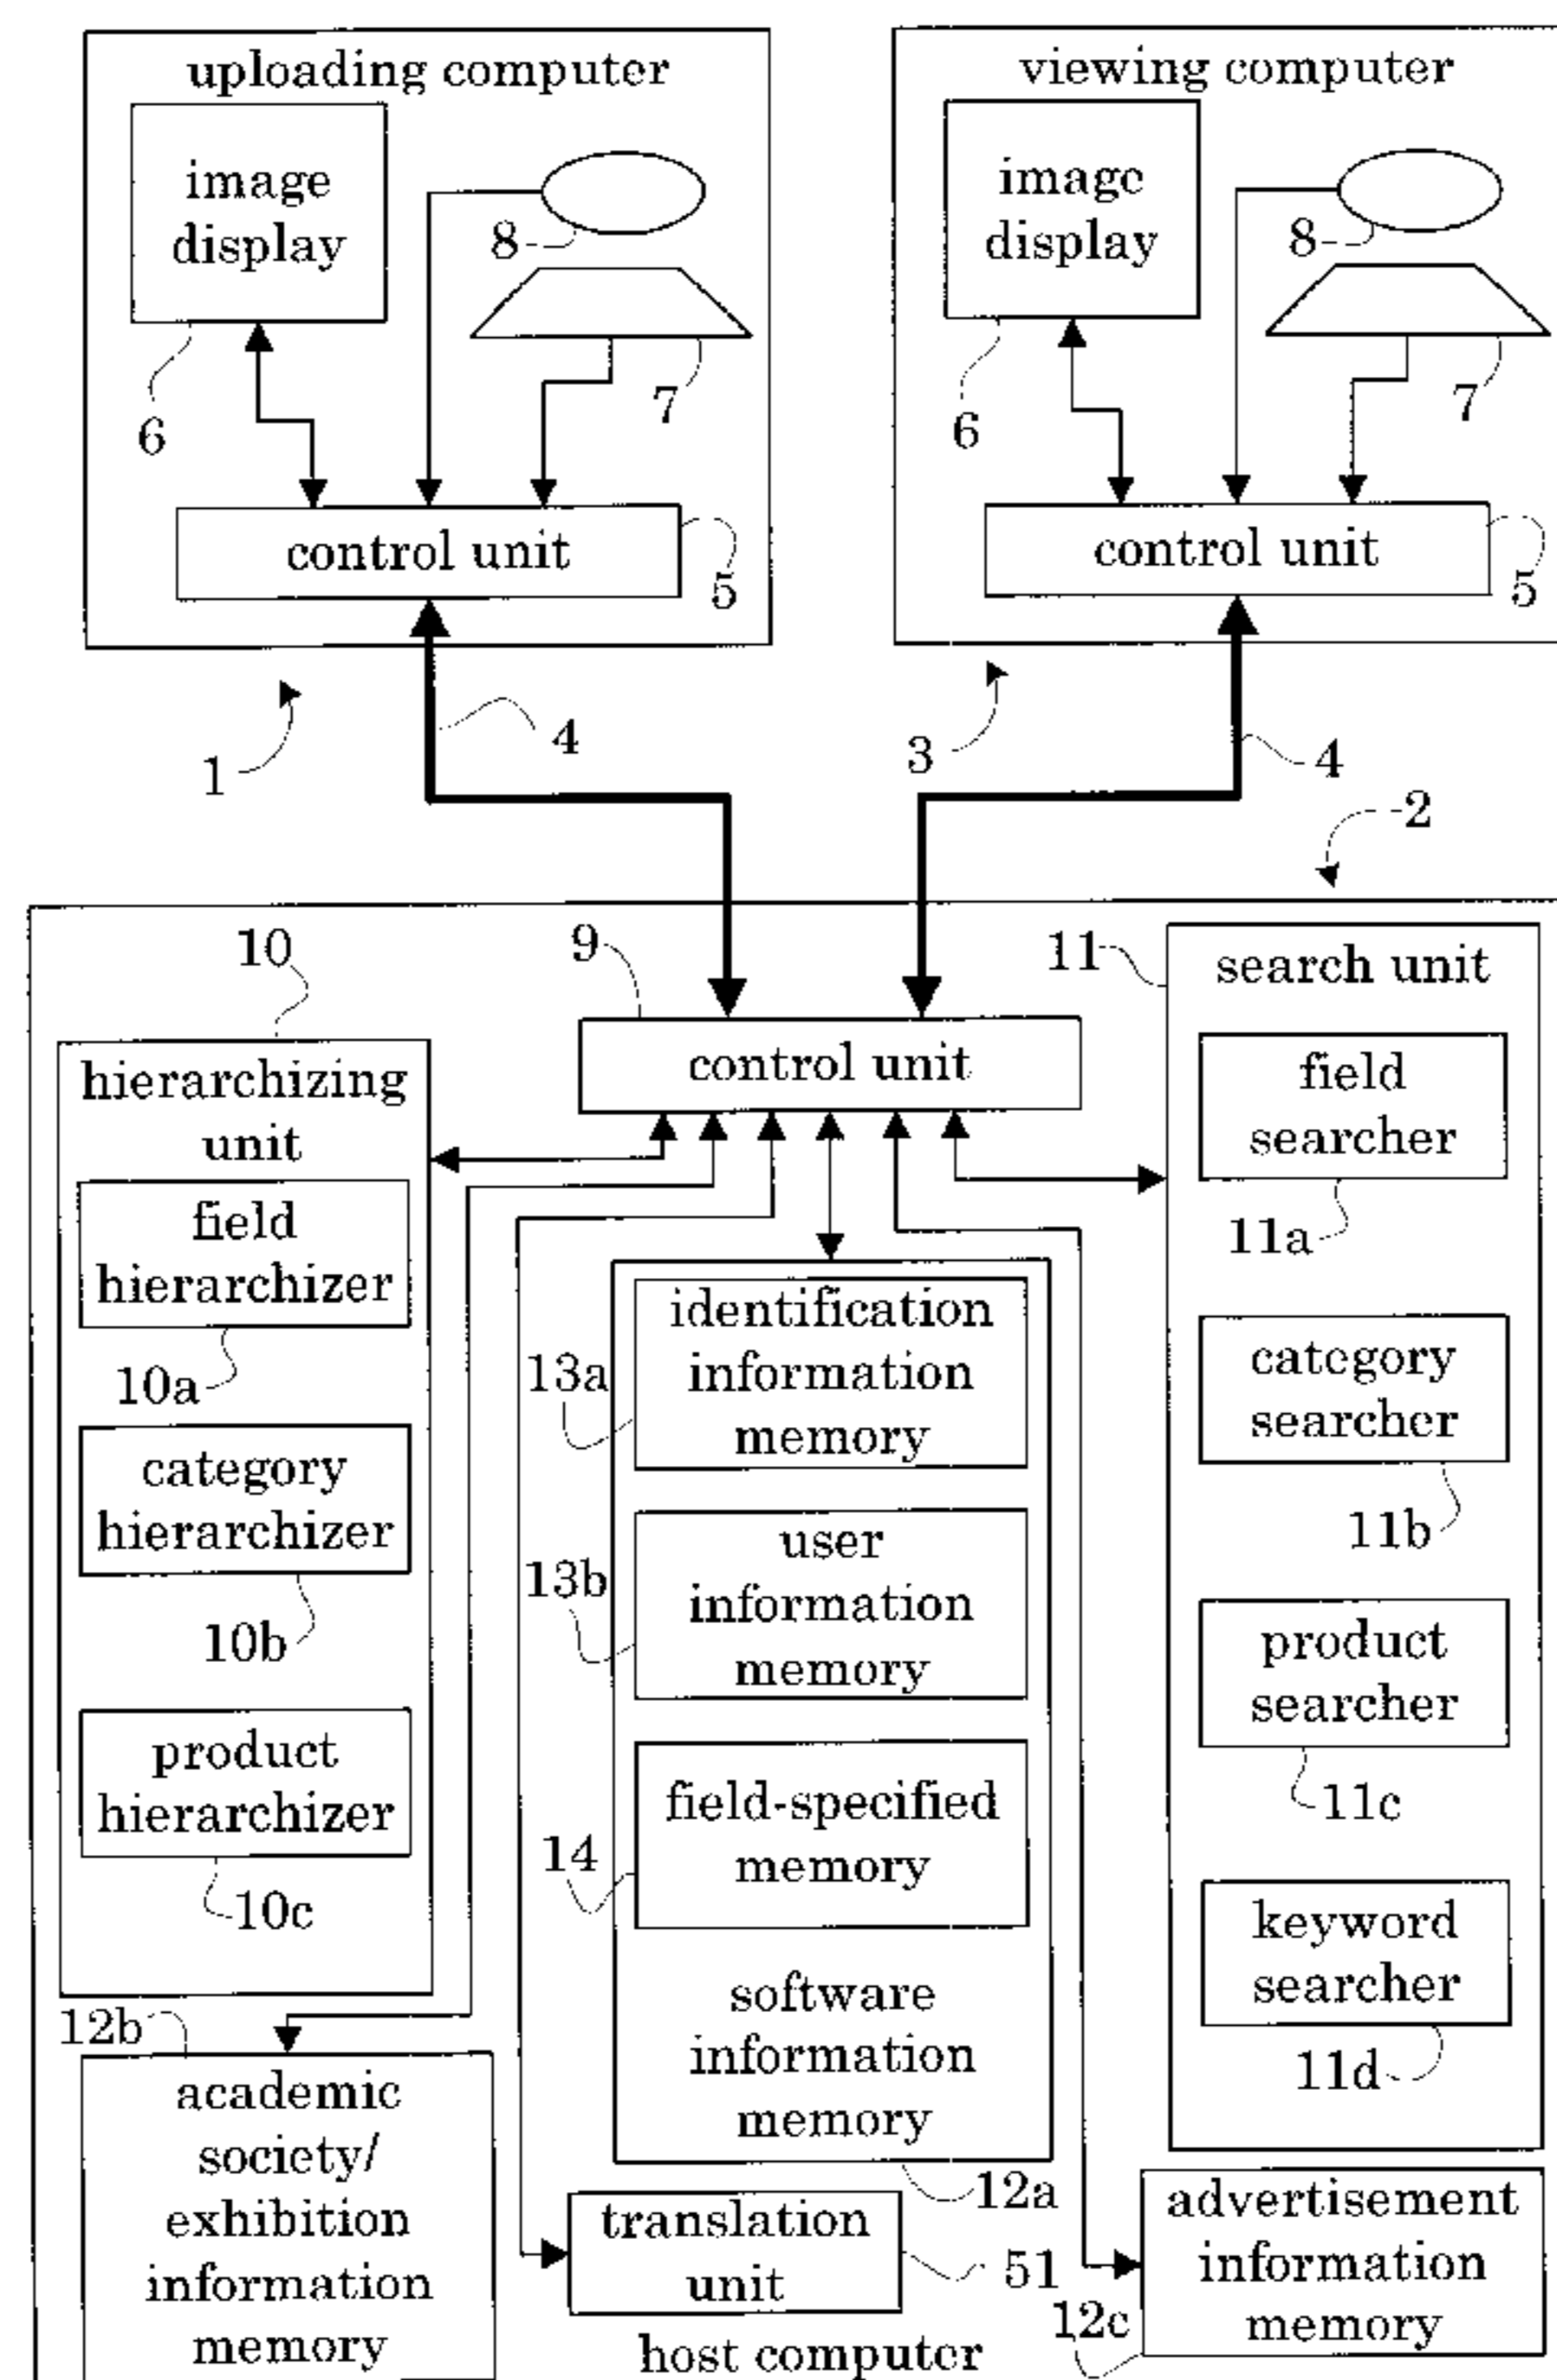 uploading computer
image
display
8
6
7
control unit
5
1
4
viewing computer
image
display
8
6
7
control unit
5
3
4
2
10
hierarchizing
unit
field
hierarchizer
10a
category
hierarchizer
10b
product
hierarchizer
10c
9
control unit
13a
identification
information
memory
13b
user
information
memory
14
field-specified
memory
software
information
memory
12a
11
search unit
field
searcher
11a
category
searcher
11b
product
searcher
11c
keyword
searcher
11d
12b
academic
society/
exhibition
information
memory
translation
unit
51
host computer
12c
advertisement
information
memory